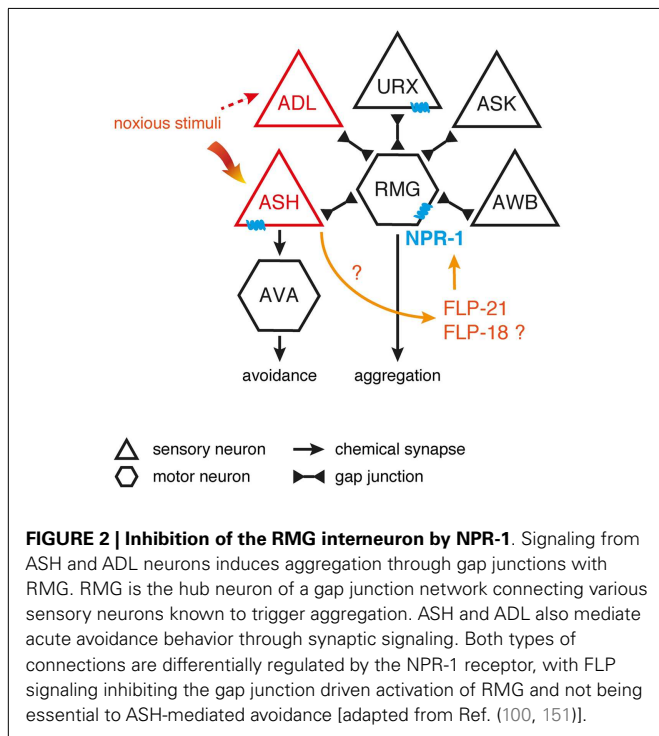 URX
ADL
ASK
noxious stimuli
RMG
ASH
AWB
NPR-1
?
AVA
FLP-21
FLP-18 ?
avoidance
aggregation
sensory neuron
chemical synapse
motor neuron
gap junction
FIGURE 2 | Inhibition of the RMG interneuron by NPR-1. Signaling from
ASH and ADL neurons induces aggregation through gap junctions with
RMG. RMG is the hub neuron of a gap junction network connecting various
sensory neurons known to trigger aggregation. ASH and ADL also mediate
acute avoidance behavior through synaptic signaling. Both types of
connections are differentially regulated by the NPR-1 receptor, with FLP
signaling inhibiting the gap junction driven activation of RMG and not being
essential to ASH-mediated avoidance [adapted from Ref. (100, 151)].